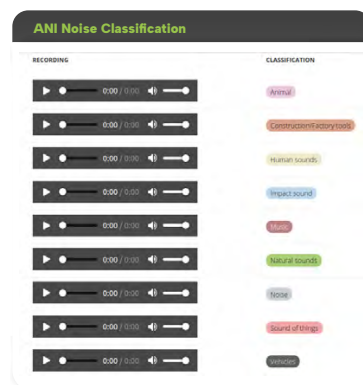 ANI Noise Classification
RECORDING CLASSIFICATION
0:00 / 0:00 Animal
0:00 / 0:00 Construction/Factory tools
0:00 / 0:00 Human sounds
0:00 / 0:00 Impact sound
0:00 / 0:00 Music
0:00 / 0:00 Natural sounds
0:00 / 0:00 Noise
0:00 / 0:00 Sound of things
0:00 / 0:00 Vehicles